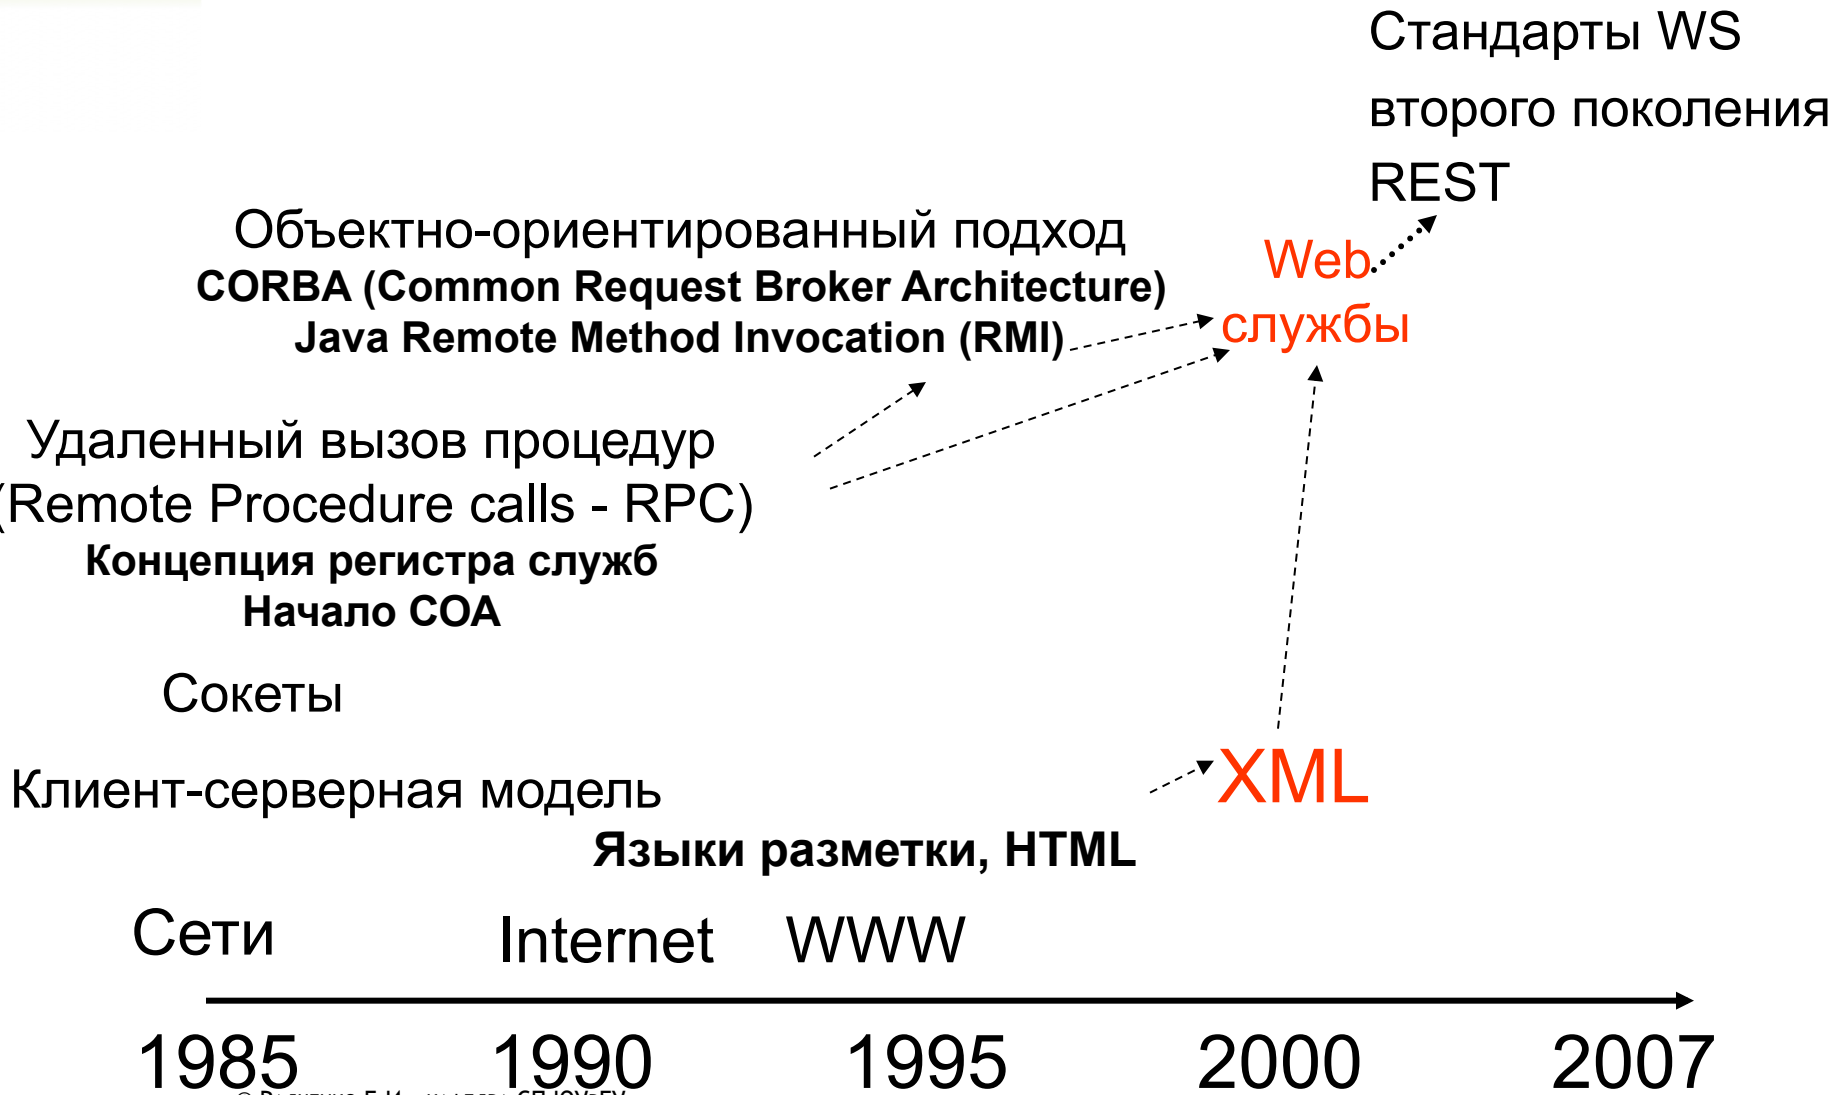 Стандарты WS
второго поколения
REST
Объектно-ориентированный подход
CORBA (Common Request Broker Architecture)
Java Remote Method Invocation (RMI)
Web
службы
Удаленный вызов процедур
(Remote Procedure calls - RPC)
Концепция регистра служб
Начало СОА
Сокеты
Клиент-серверная модель
XML
Языки разметки, HTML
Сети Internet WWW
1985 1990 1995 2000 2007